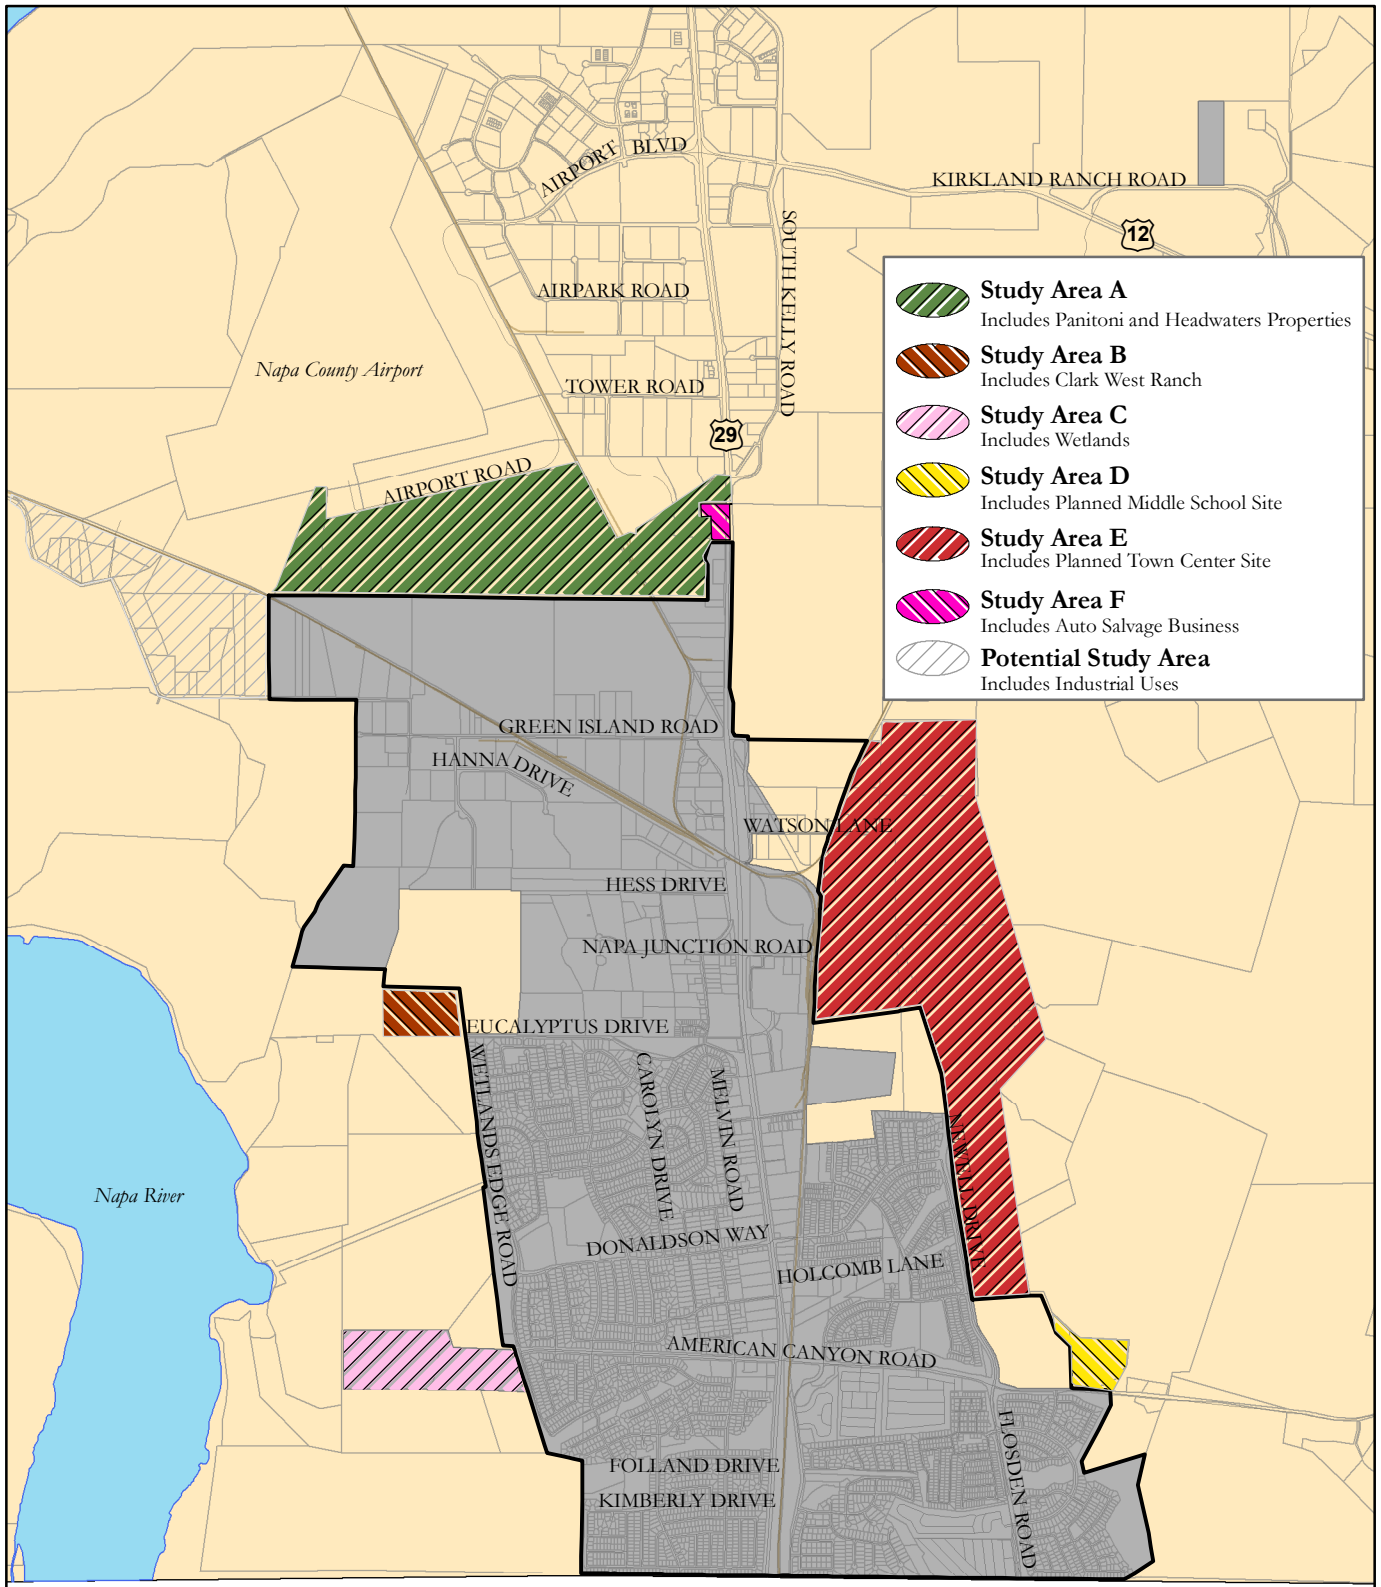 AIRPORT BLVD
KIRKLAND RANCH ROAD
12
SOUTH KELLY ROAD
AIRPARK ROAD
Napa County Airport
TOWER ROAD
29
AIRPORT ROAD
Study Area A
Includes Panitoni and Headwaters Properties
Study Area B
Includes Clark West Ranch
Study Area C
Includes Wetlands
Study Area D
Includes Planned Middle School Site
Study Area E
Includes Planned Town Center Site
Study Area F
Includes Auto Salvage Business
Potential Study Area
Includes Industrial Uses
GREEN ISLAND ROAD
HANNA DRIVE
WATSON LANE
HESS DRIVE
NAPA JUNCTION ROAD
EUCALYPTUS DRIVE
WETLANDS EDGE ROAD
CAROLYN DRIVE
MELVIN ROAD
NEWELL DRIVE
Napa River
DONALDSON WAY
HOLCOMB LANE
AMERICAN CANYON ROAD
FLOSDEN ROAD
FOLLAND DRIVE
KIMBERLY DRIVE